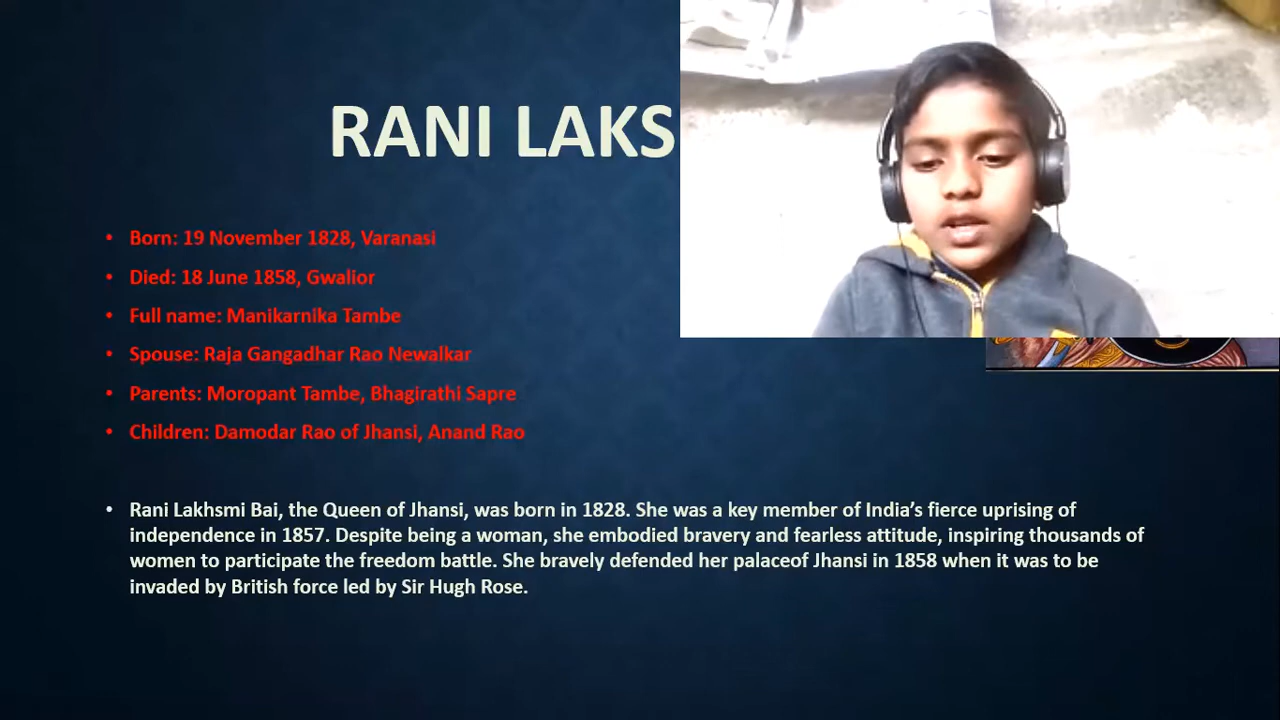 RANI LAKS
• Born: 19 November 1828, Varanasi
• Died: 18 June 1858, Gwalior
• Full name: Manikarnika Tambe
• Spouse: Raja Gangadhar Rao Newalkar
• Parents: Moropant Tambe, Bhagirathi Sapre
• Children: Damodar Rao of Jhansi, Anand Rao
• Rani Lakhsmi Bai, the Queen of Jhansi, was born in 1828. She was a key member of India’s fierce uprising of
independence in 1857. Despite being a woman, she embodied bravery and fearless attitude, inspiring thousands of
women to participate the freedom battle. She bravely defended her palaceof Jhansi in 1858 when it was to be
invaded by British force led by Sir Hugh Rose.